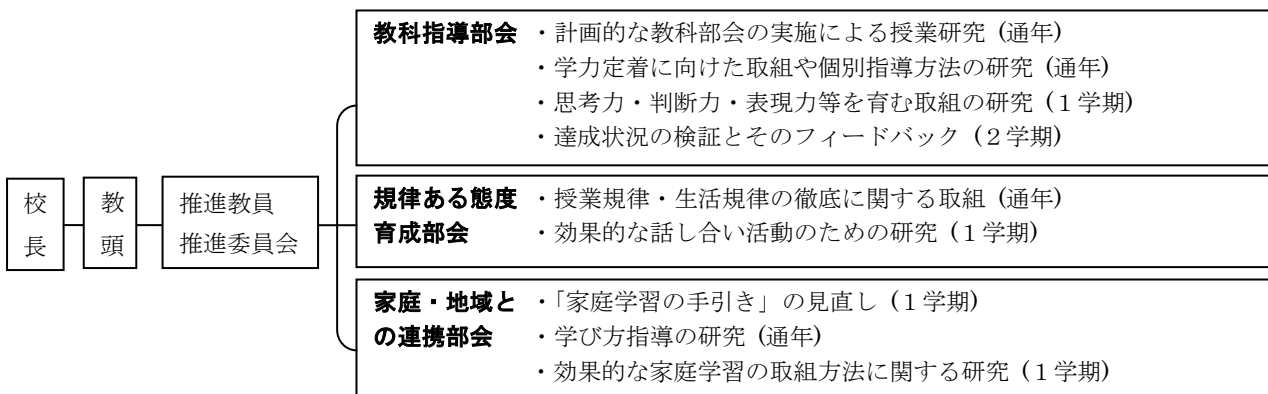 校長
教頭
推進教員
推進委員会
教科指導部会 ・計画的な教科部会の実施による授業研究（通年）
・学力定着に向けた取組や個別指導方法の研究（通年）
・思考力・判断力・表現力等を育む取組の研究（１学期）
・達成状況の検証とそのフィードバック（２学期）
規律ある態度 ・授業規律・生活規律の徹底に関する取組（通年）
育成部会 ・効果的な話し合い活動のための研究（１学期）
家庭・地域と ・「家庭学習の手引き」の見直し（１学期）
の連携部会 ・学び方指導の研究（通年）
・効果的な家庭学習の取組方法に関する研究（１学期）